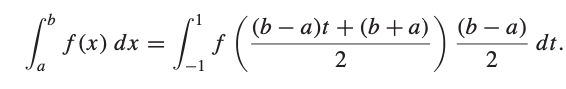 ∫_a^b f(x) dx = ∫_{-1}^1 f( ((b − a)t + (b + a)) / 2 ) (b − a)/2 dt.